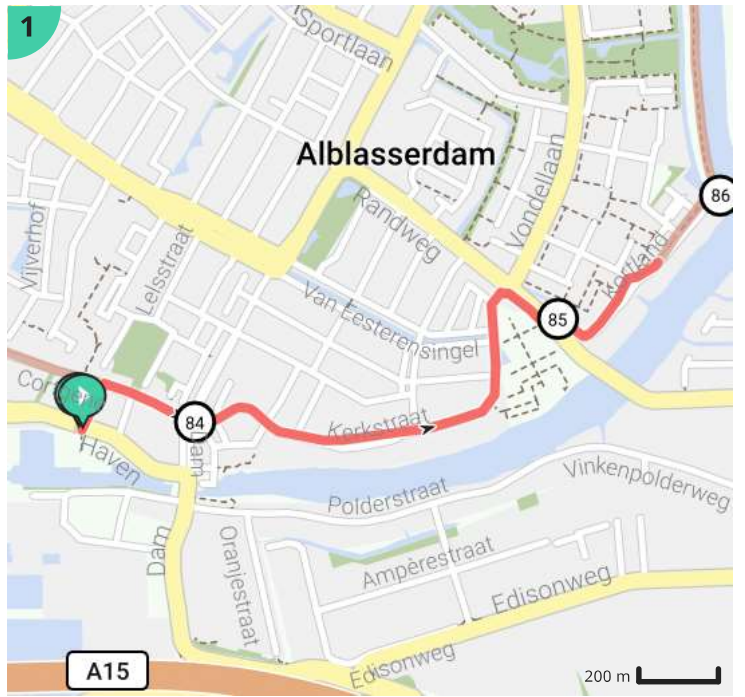 1
Sportlaan
Alblasserdam
Vondellaan
86
Randweg
Vijverhof
Lelsstraat
Kortland
Van Eesterensingel
85
84
Kerkstraat
Dam
Haven
Polderstraat
Vinkenpolderweg
Dam
Oranjestraat
Ampèrestraat
Edisonweg
Edisonweg
A15
200 m